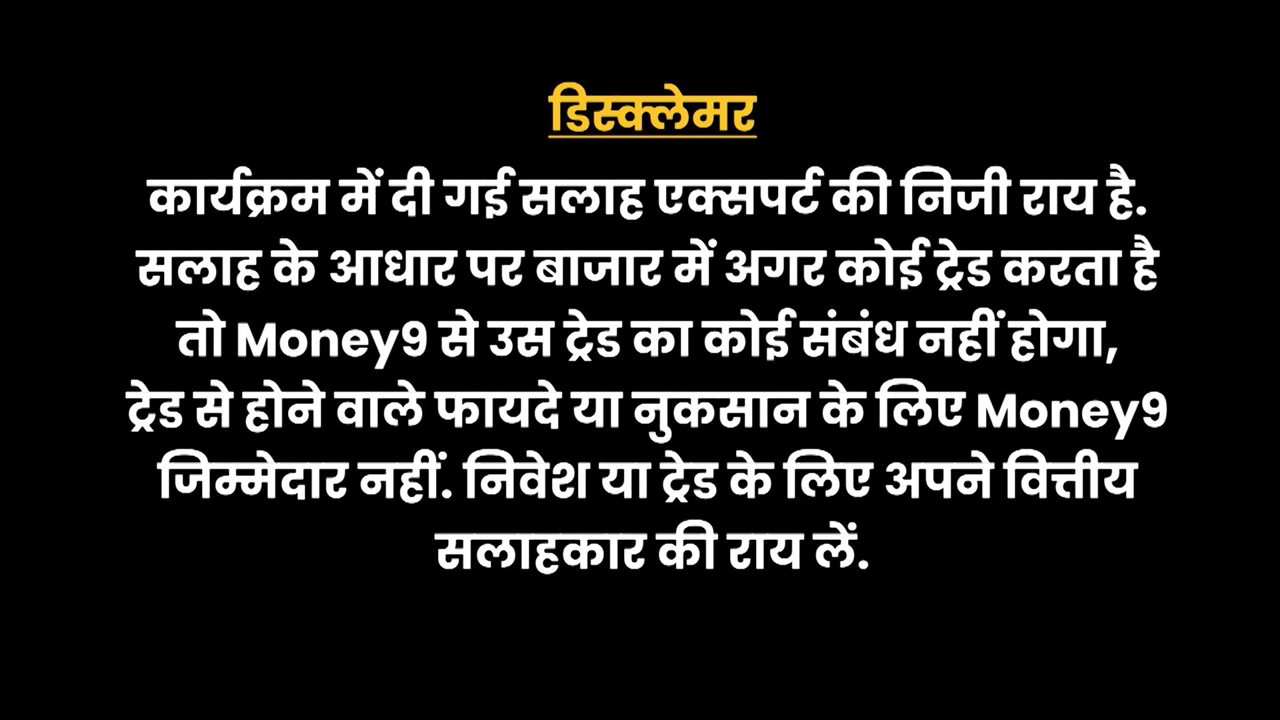 डिस्क्लेमर
कार्यक्रम में दी गई सलाह एक्सपर्ट की निजी राय है.
सलाह के आधार पर बाजार में अगर कोई ट्रेड करता है
तो Money9 से उस ट्रेड का कोई संबंध नहीं होगा,
ट्रेड से होने वाले फायदे या नुकसान के लिए Money9
जिम्मेदार नहीं. निवेश या ट्रेड के लिए अपने वित्तीय
सलाहकार की राय लें.